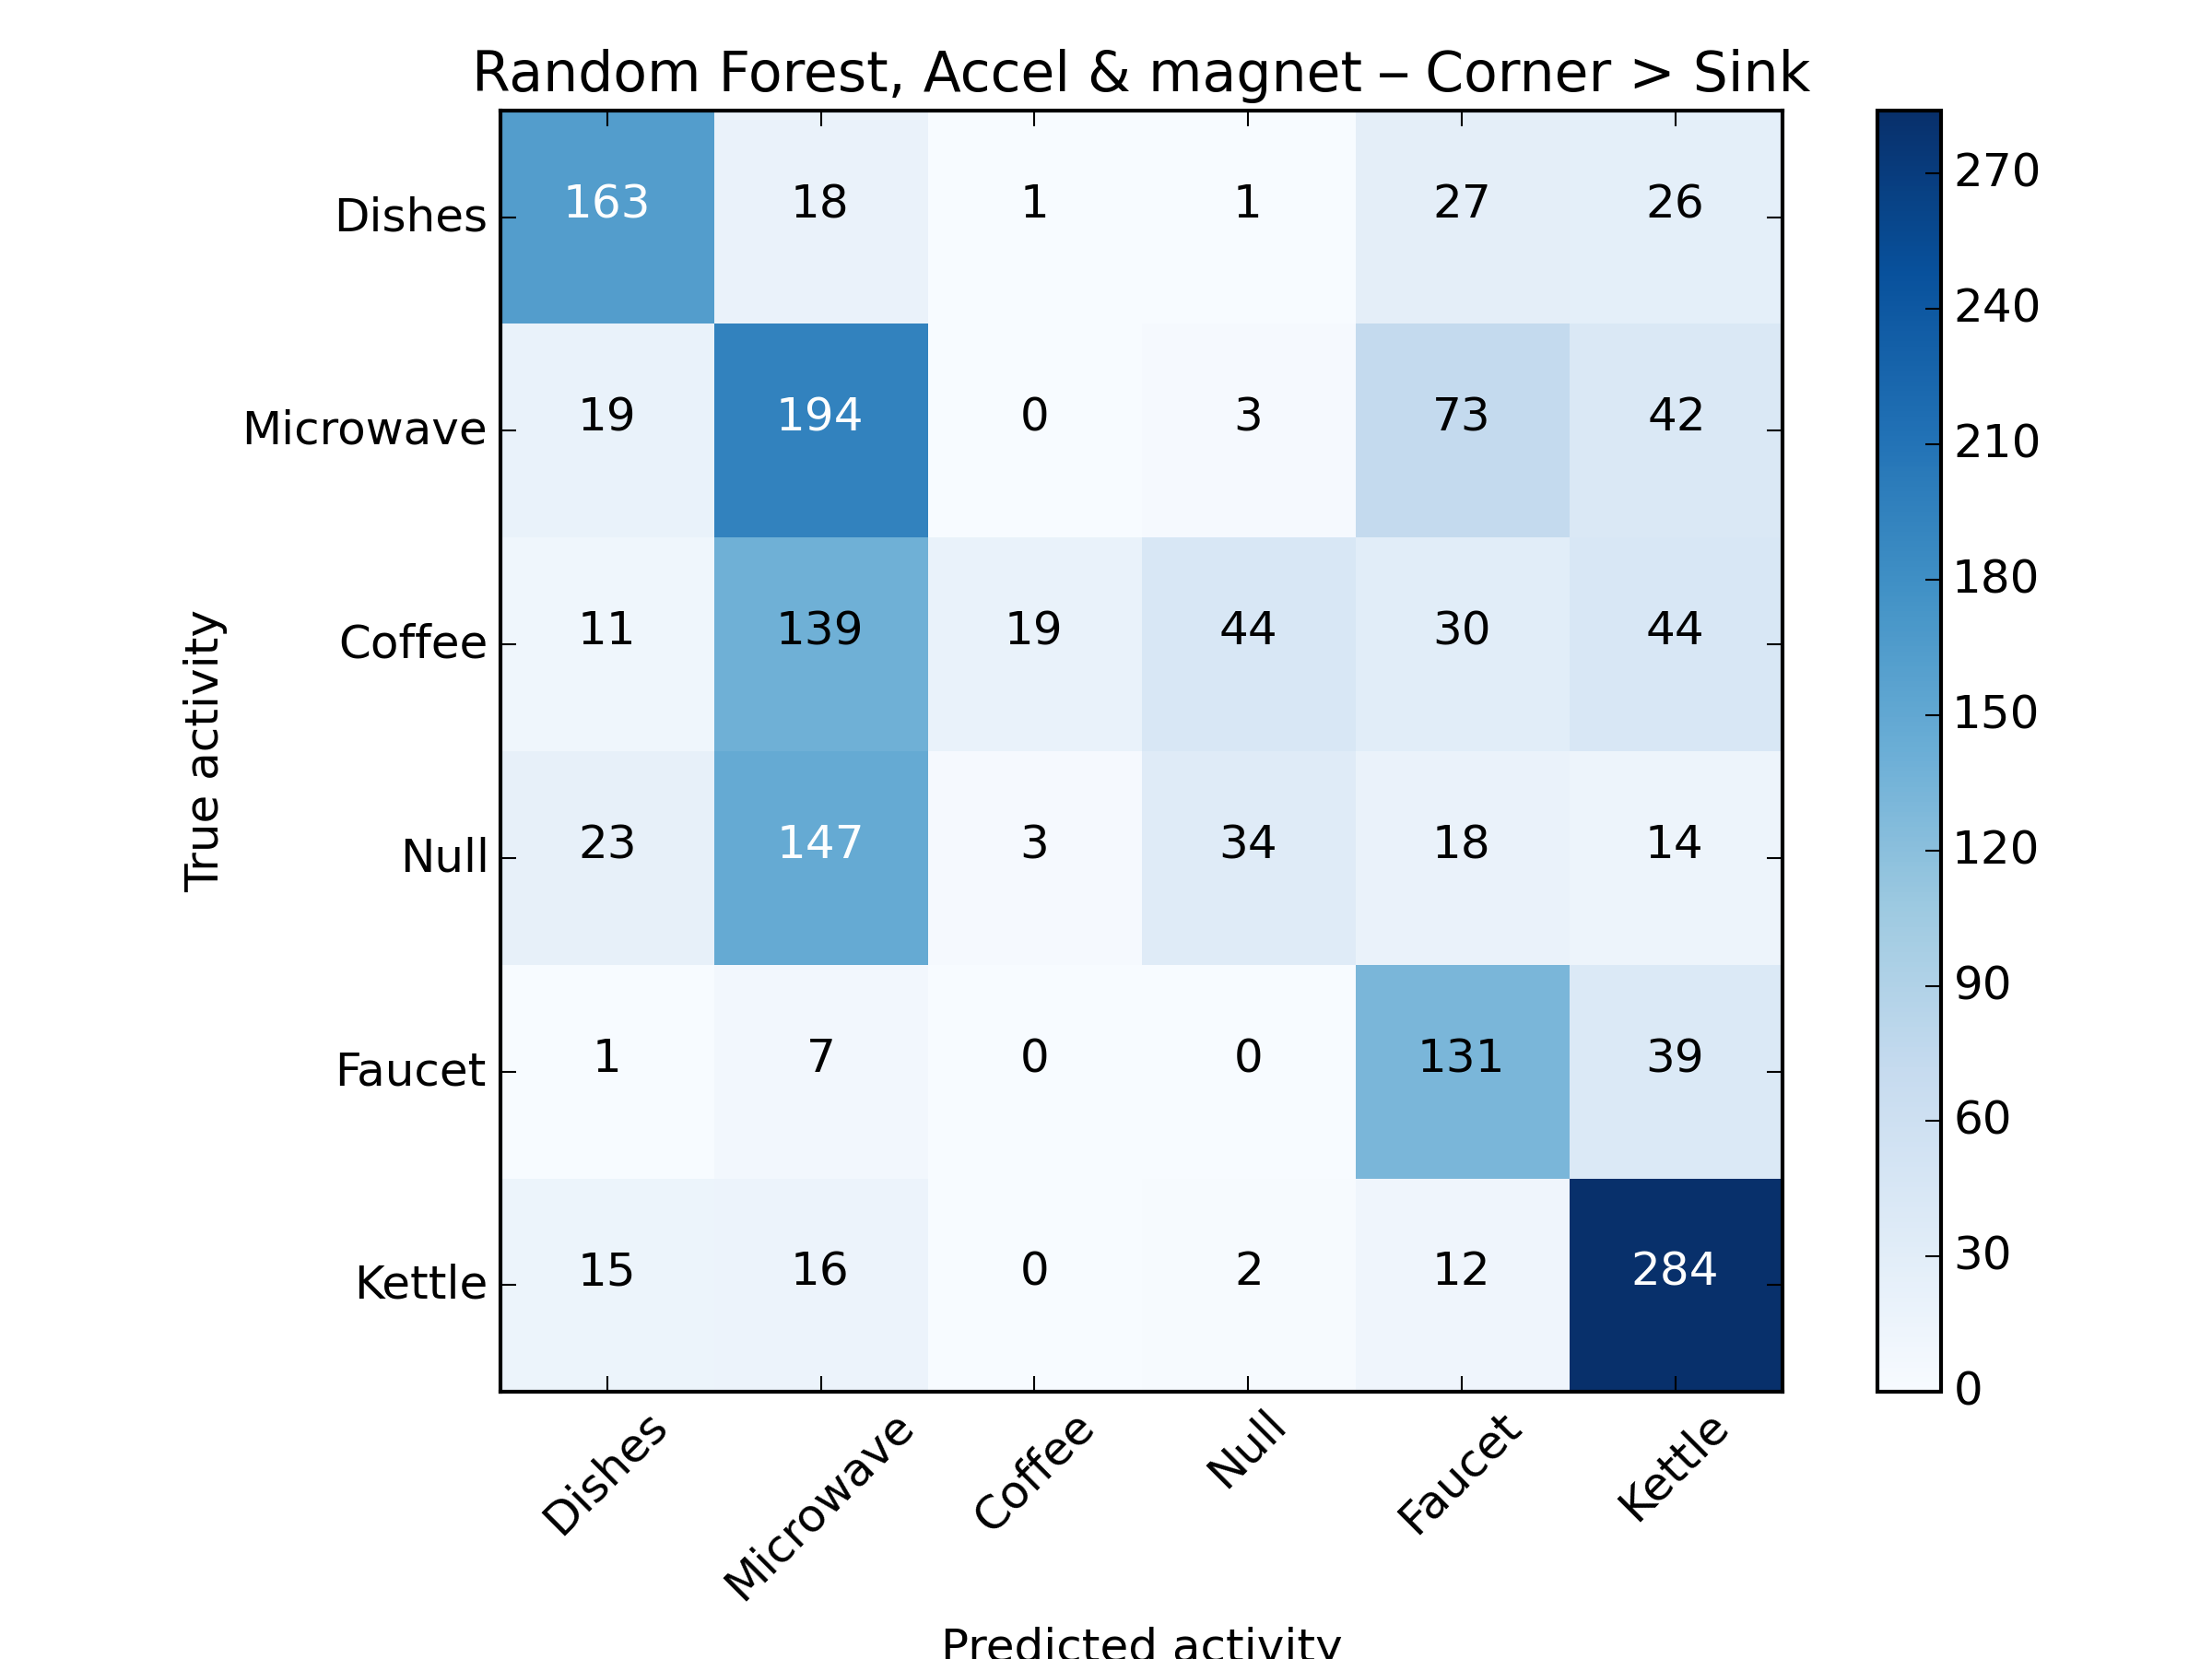 Random Forest, Accel & magnet – Corner > Sink
Dishes 163 18 1 1 27 26
Microwave 19 194 0 3 73 42
Coffee 11 139 19 44 30 44
Null 23 147 3 34 18 14
Faucet 1 7 0 0 131 39
Kettle 15 16 0 2 12 284
True activity
Dishes Microwave Coffee Null Faucet Kettle
Predicted activity
270
240
210
180
150
120
90
60
30
0